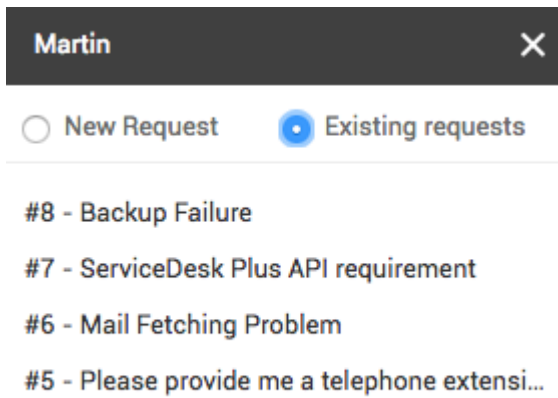 Martin
New Request Existing requests
#8 - Backup Failure
#7 - ServiceDesk Plus API requirement
#6 - Mail Fetching Problem
#5 - Please provide me a telephone extensi...